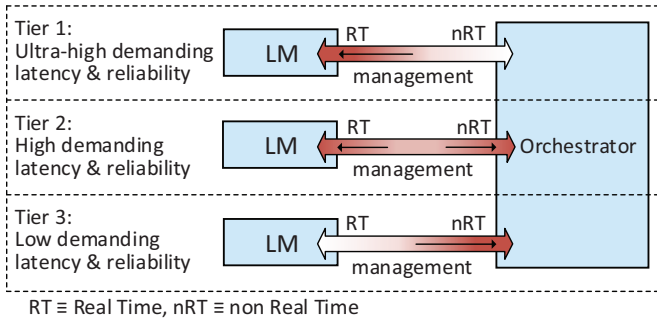 Tier 1:
Ultra-high demanding
latency & reliability
LM
RT
nRT
management
Tier 2:
High demanding
latency & reliability
LM
RT
nRT
management
Orchestrator
Tier 3:
Low demanding
latency & reliability
LM
RT
nRT
management
RT ≡ Real Time, nRT ≡ non Real Time